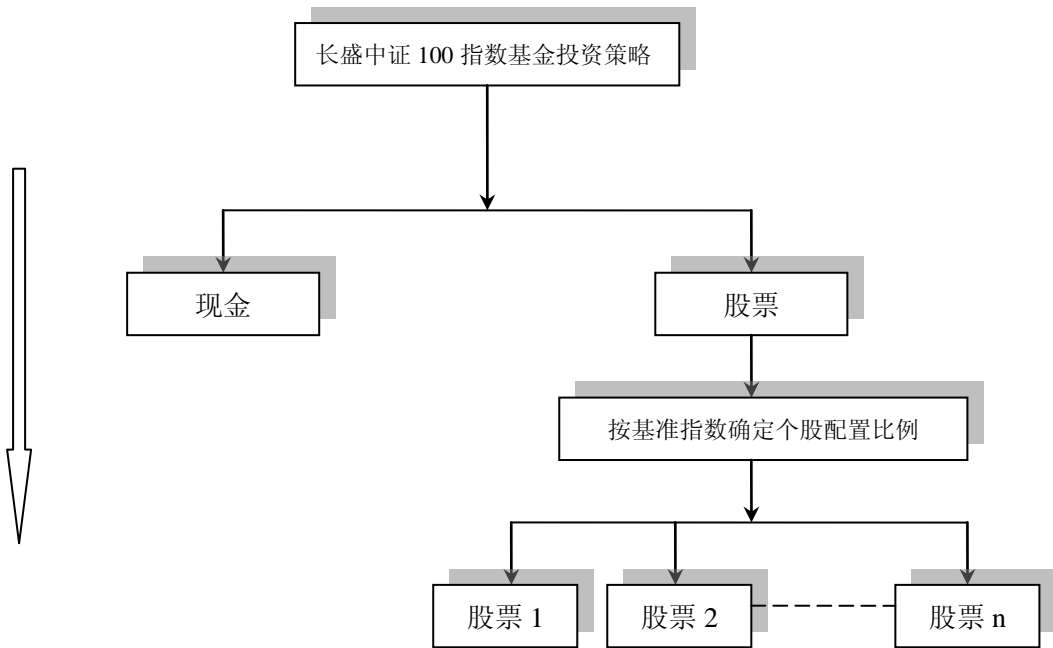 长盛中证 100 指数基金投资策略
现金
股票
按基准指数确定个股配置比例
股票 1
股票 2
股票 n